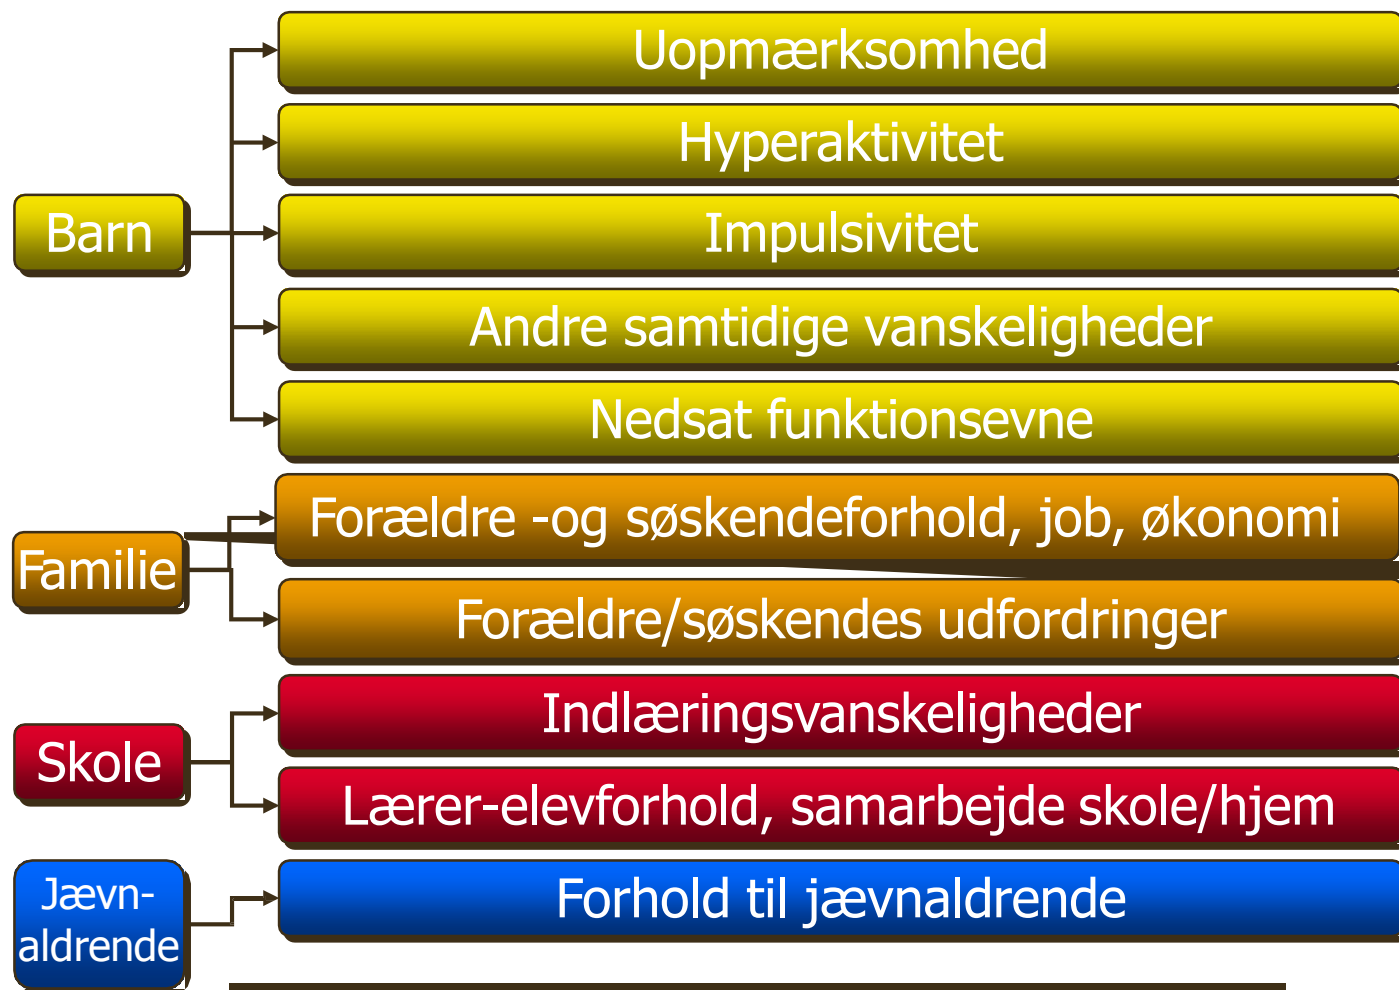 Barn
Uopmærksomhed
Hyperaktivitet
Impulsivitet
Andre samtidige vanskeligheder
Nedsat funktionsevne
Familie
Forældre -og søskendeforhold, job, økonomi
Forældre/søskendes udfordringer
Skole
Indlæringsvanskeligheder
Lærer-elevforhold, samarbejde skole/hjem
Jævn-
aldrende
Forhold til jævnaldrende